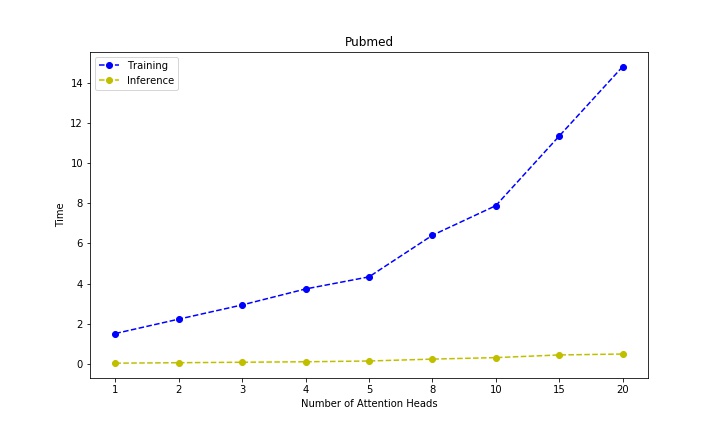 Pubmed
Training
Inference
14
12
10
8
6
4
2
0
Time
1 2 3 4 5 8 10 15 20
Number of Attention Heads